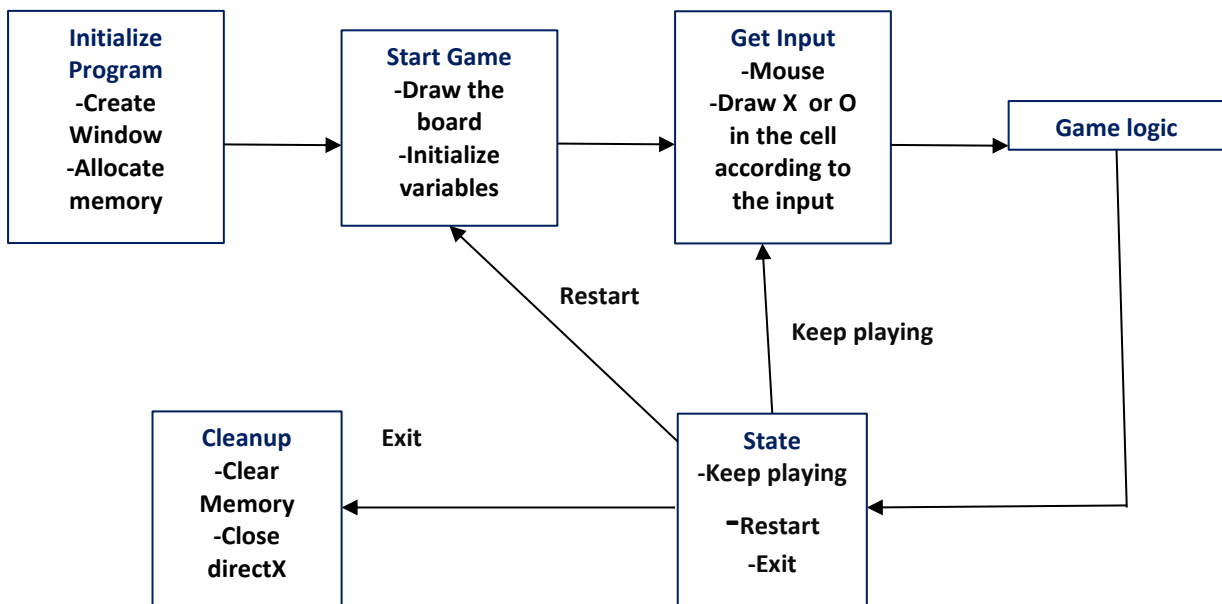 Initialize
Program
-Create
Window
-Allocate
memory
Start Game
-Draw the
board
-Initialize
variables
Get Input
-Mouse
-Draw X or O
in the cell
according to
the input
Game logic
Restart
Keep playing
Cleanup
-Clear
Memory
-Close
directX
Exit
State
-Keep playing
-Restart
-Exit